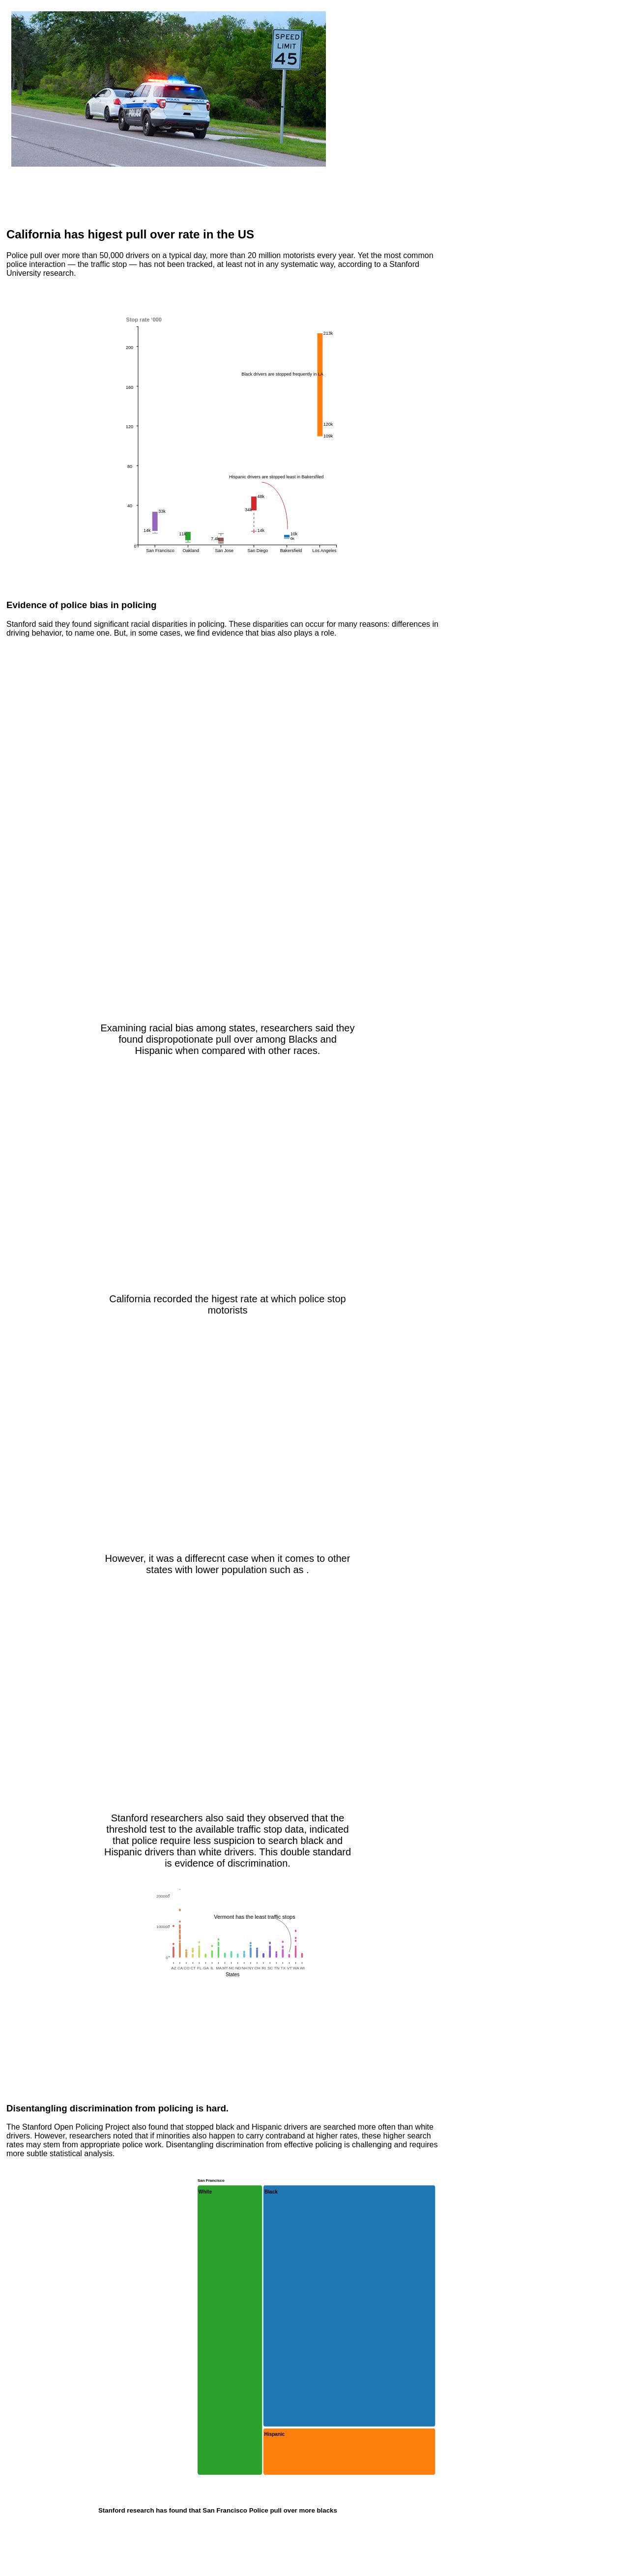 SPEED
LIMIT
45
POLICE
California has higest pull over rate in the US
Police pull over more than 50,000 drivers on a typical day, more than 20 million motorists every year. Yet the most common
police interaction — the traffic stop — has not been tracked, at least not in any systematic way, according to a Stanford
University research.
Stop rate '000
213k
200
Black drivers are stopped frequently in LA
160
120k
120
109k
80
Hispanic drivers are stopped least in Bakersfiled
48k
40
34k
33k
14k
14k
11k
7.4k
10k
San Francisco Oakland San Jose San Diego Bakersfield Los Angeles
Evidence of police bias in policing
Stanford said they found significant racial disparities in policing. These disparities can occur for many reasons: differences in
driving behavior, to name one. But, in some cases, we find evidence that bias also plays a role.
Examining racial bias among states, researchers said they
found dispropotionate pull over among Blacks and
Hispanic when compared with other races.
California recorded the higest rate at which police stop
motorists
However, it was a differecnt case when it comes to other
states with lower population such as .
Stanford researchers also said they observed that the
threshold test to the available traffic stop data, indicated
that police require less suspicion to search black and
Hispanic drivers than white drivers. This double standard
is evidence of discrimination.
Vermont has the least traffic stops
AZ CA CO CT FL GA IL MA MT NC ND NH NY OH RI SC TN TX VT WA WI
States
Disentangling discrimination from policing is hard.
The Stanford Open Policing Project also found that stopped black and Hispanic drivers are searched more often than white
drivers. However, researchers noted that if minorities also happen to carry contraband at higher rates, these higher search
rates may stem from appropriate police work. Disentangling discrimination from effective policing is challenging and requires
more subtle statistical analysis.
San Francisco
White
Black
Hispanic
Stanford research has found that San Francisco Police pull over more blacks